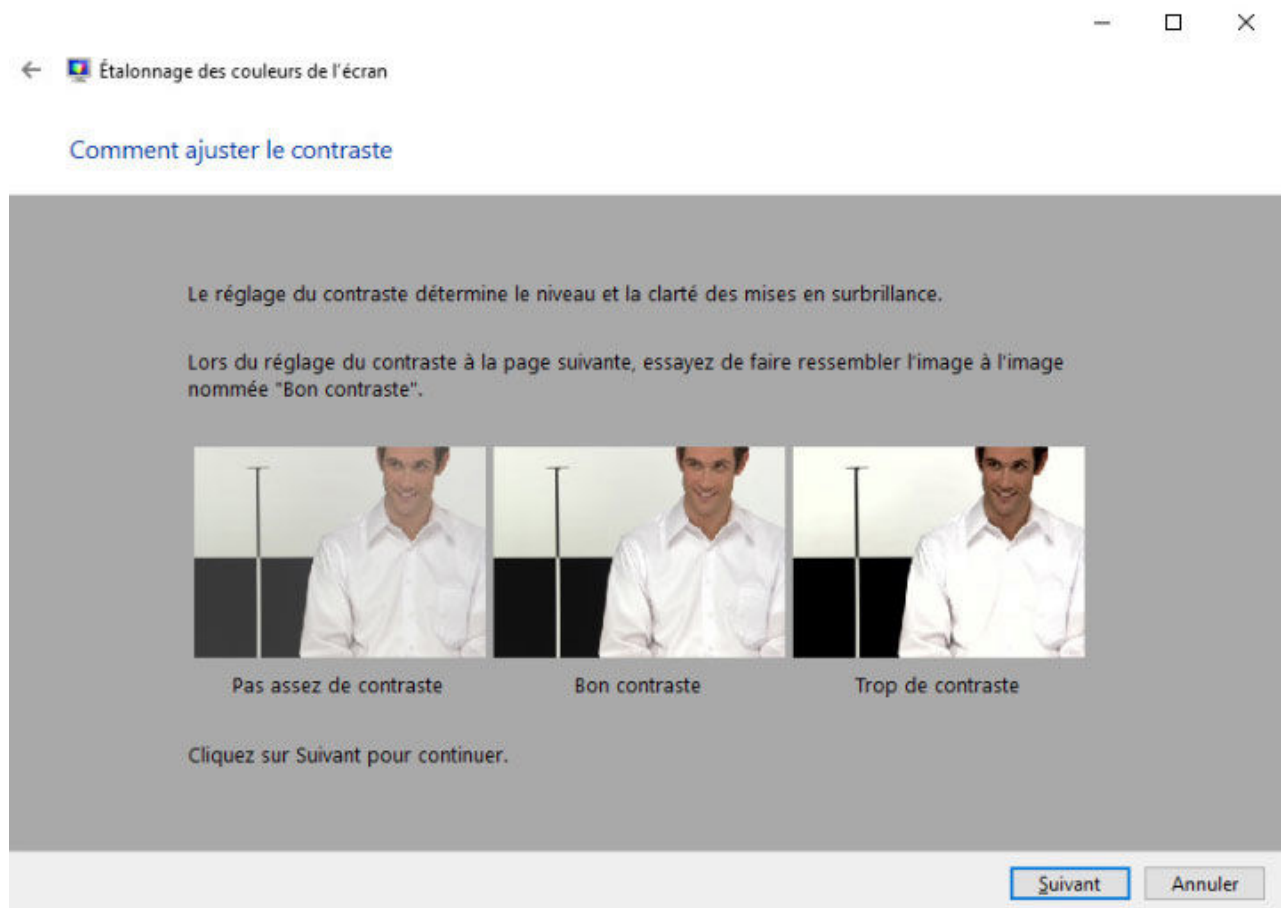 Étalonnage des couleurs de l'écran
Comment ajuster le contraste
Le réglage du contraste détermine le niveau et la clarté des mises en surbrillance.
Lors du réglage du contraste à la page suivante, essayez de faire ressembler l'image à l'image
nommée "Bon contraste".
Pas assez de contraste
Bon contraste
Trop de contraste
Cliquez sur Suivant pour continuer.
Suivant
Annuler